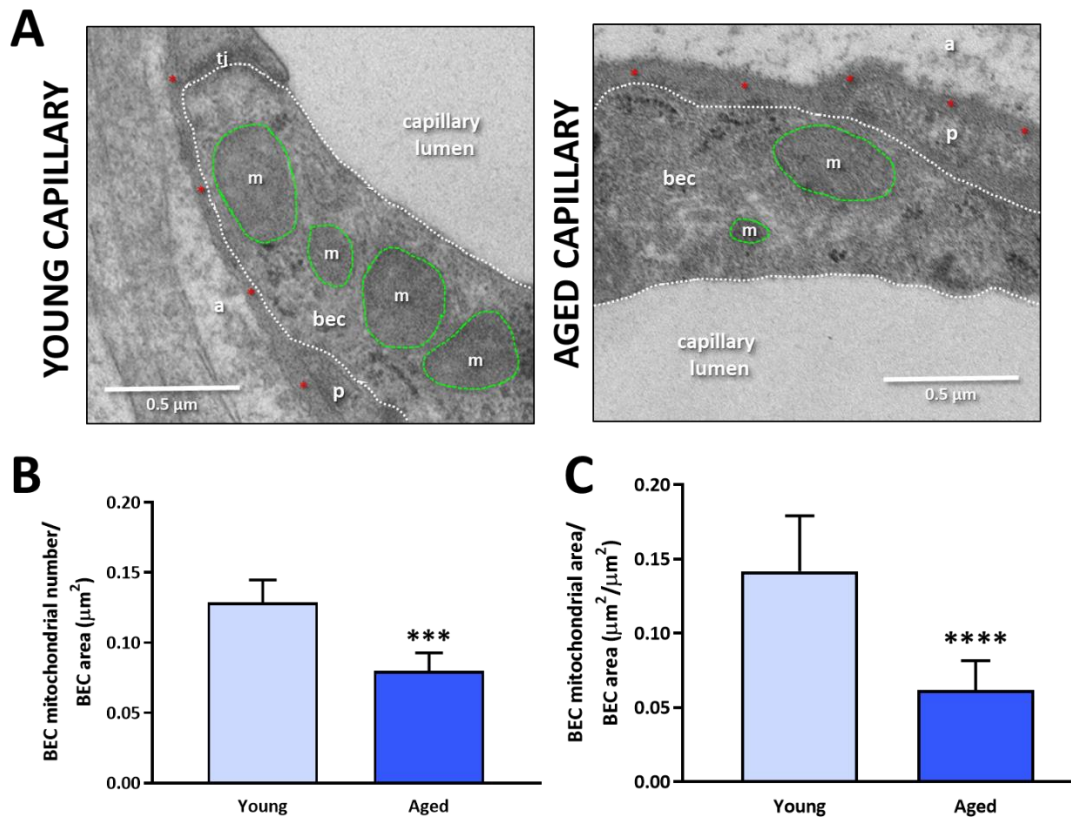 A
YOUNG CAPILLARY
tj
capillary
lumen
m
m
m
m
bec
a
p
0.5 μm
AGED CAPILLARY
a
p
m
bec
m
capillary
lumen
0.5 μm
B
BEC mitochondrial number/
BEC area (μm²)
0.20
0.15
0.10
0.05
0.00
***
Young
Aged
C
BEC mitochondrial area/
BEC area (μm²/μm²)
0.20
0.15
0.10
0.05
0.00
****
Young
Aged